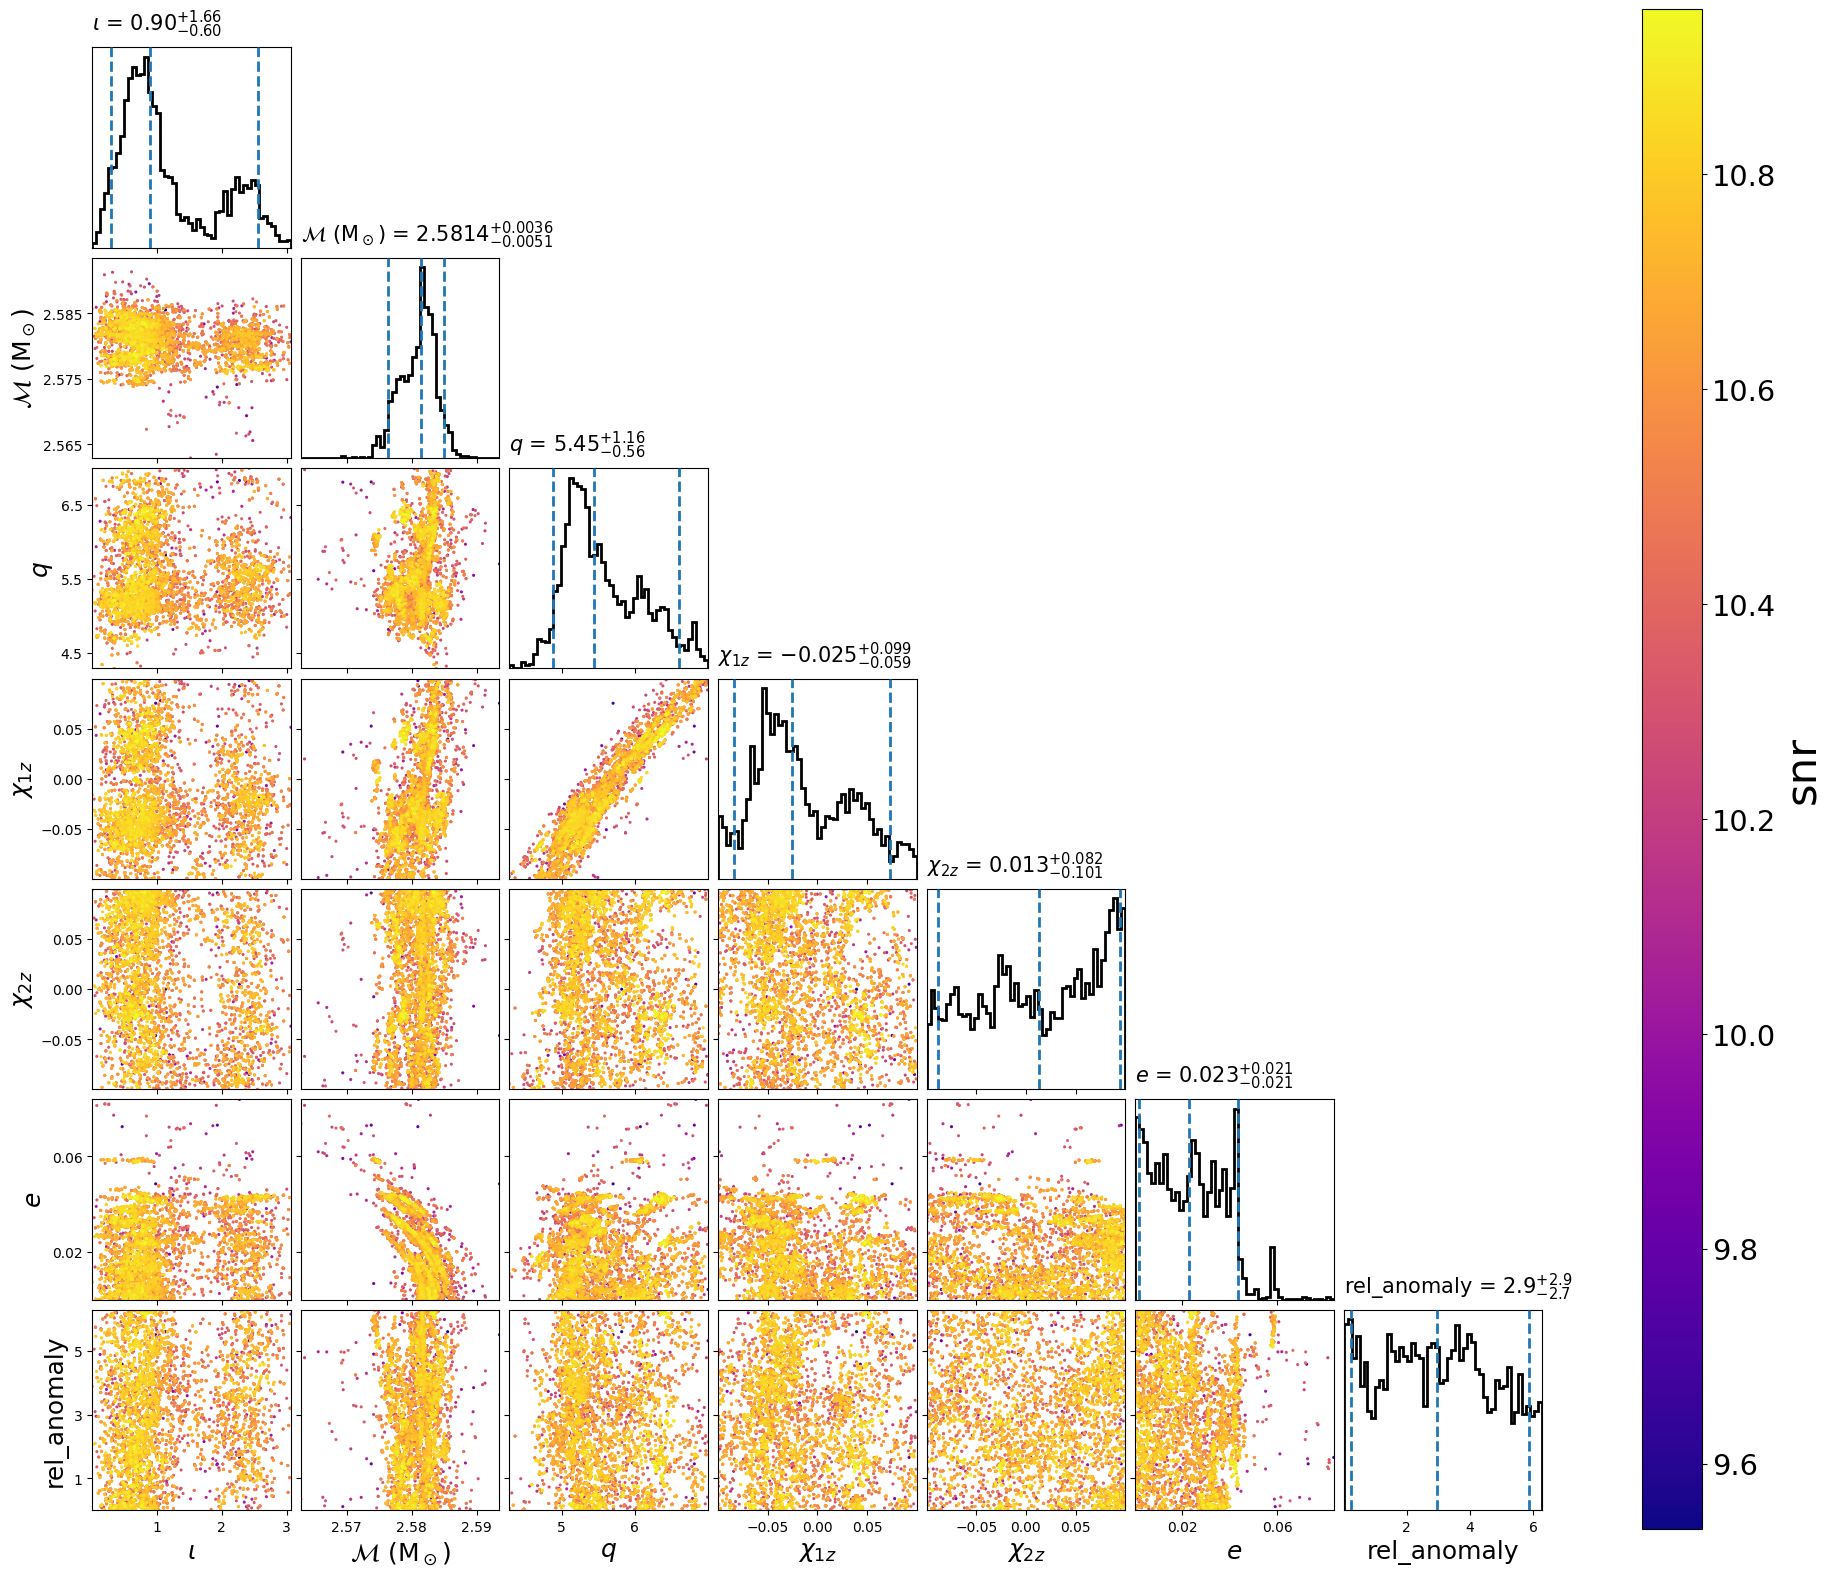 ι = 0.90^{+1.66}_{−0.60}
ℳ (M_⊙) = 2.5814^{+0.0036}_{−0.0051}
q = 5.45^{+1.16}_{−0.56}
χ_{1z} = −0.025^{+0.099}_{−0.059}
χ_{2z} = 0.013^{+0.082}_{−0.101}
e = 0.023^{+0.021}_{−0.021}
rel_anomaly = 2.9^{+2.9}_{−2.7}
ℳ (M_⊙)
2.585
2.575
2.565
q
6.5
5.5
4.5
χ_{1z}
0.05
0.00
−0.05
χ_{2z}
0.05
0.00
−0.05
e
0.06
0.02
rel_anomaly
5
3
1
1 2 3
ι
2.57 2.58 2.59
ℳ (M_⊙)
5 6
q
−0.05 0.00 0.05
χ_{1z}
−0.05 0.00 0.05
χ_{2z}
0.02 0.06
e
2 4 6
rel_anomaly
10.8
10.6
10.4
10.2
10.0
9.8
9.6
snr